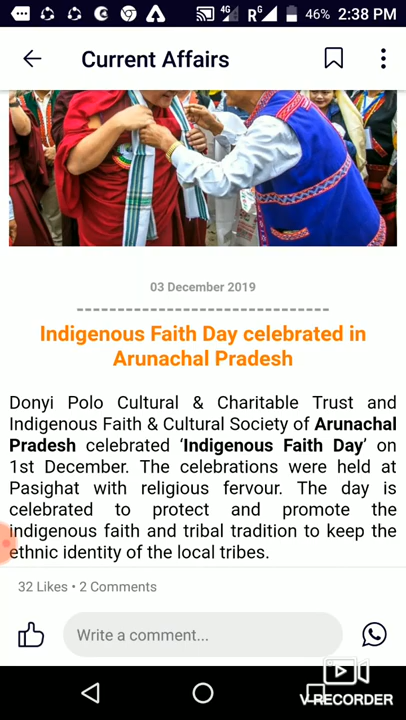 4G R G 46% 2:38 PM
Current Affairs
03 December 2019
------------------------------
Indigenous Faith Day celebrated in
Arunachal Pradesh
Donyi Polo Cultural & Charitable Trust and
Indigenous Faith & Cultural Society of Arunachal
Pradesh celebrated ‘Indigenous Faith Day’ on
1st December. The celebrations were held at
Pasighat with religious fervour. The day is
celebrated to protect and promote the
indigenous faith and tribal tradition to keep the
ethnic identity of the local tribes.
32 Likes • 2 Comments
Write a comment...
V RECORDER